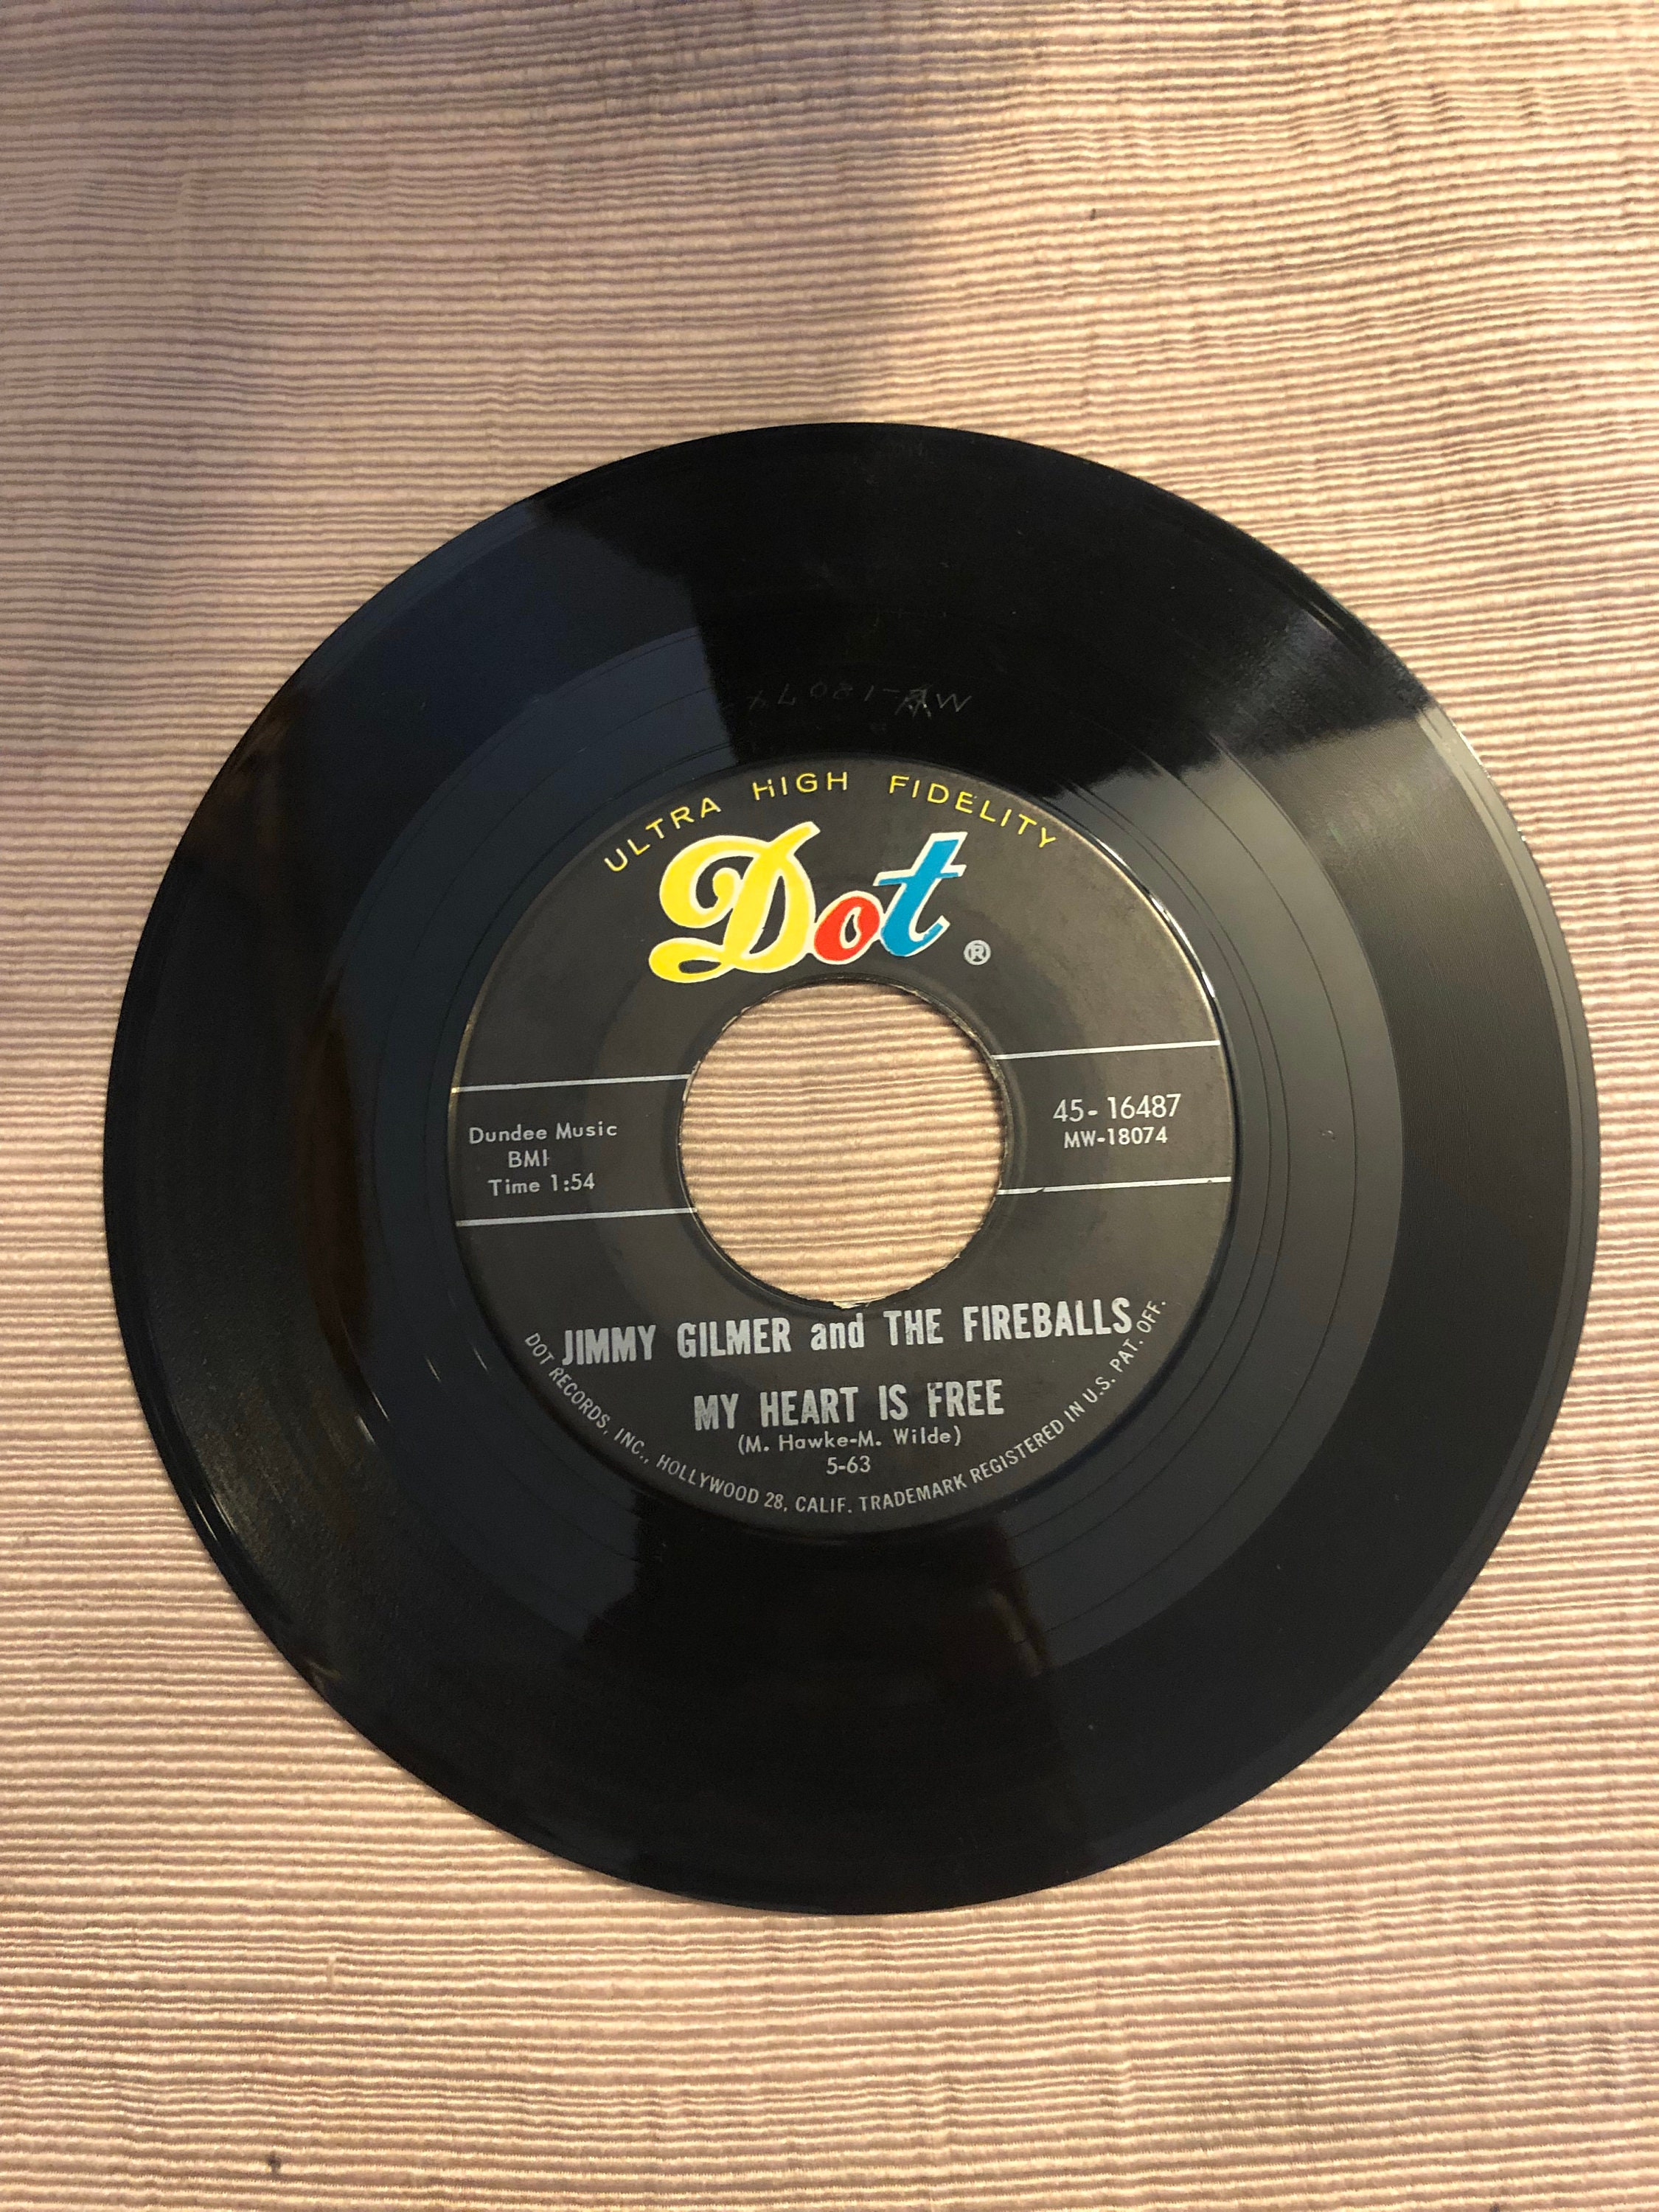 ULTRA HIGH FIDELITY
Dot ®
Dundee Music
BMI
Time 1:54
45-16487
MW-18074
JIMMY GILMER and THE FIREBALLS
MY HEART IS FREE
(M. Hawke-M. Wilde)
5-63
DOT RECORDS, INC., HOLLYWOOD 28, CALIF. TRADEMARK REGISTERED IN U.S. PAT. OFF.